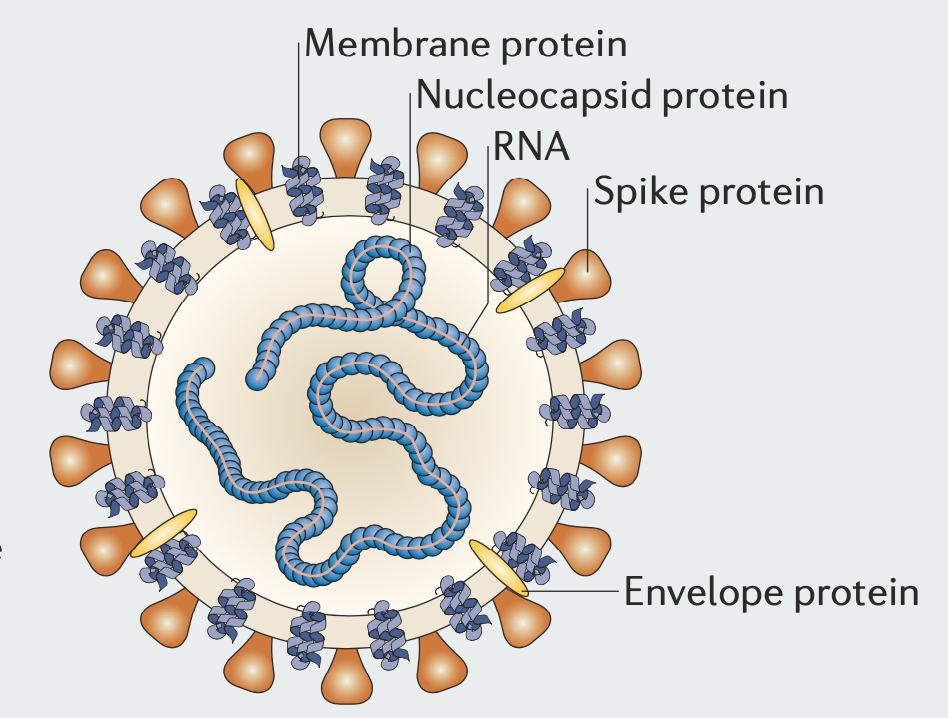 Membrane protein
Nucleocapsid protein
RNA
Spike protein
Envelope protein